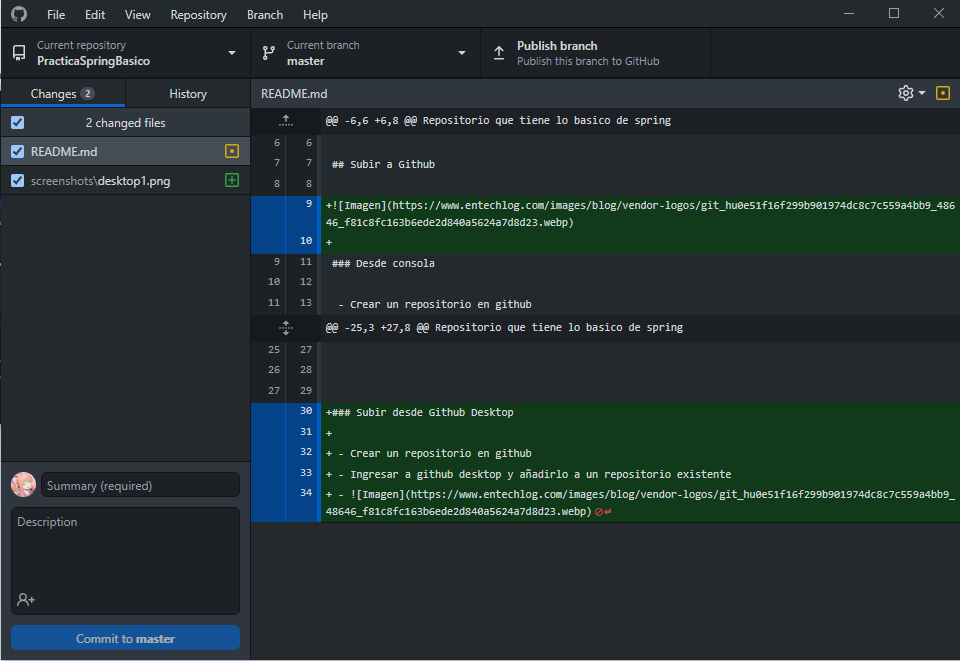 File Edit View Repository Branch Help
Current repository
PracticaSpringBasico
Current branch
master
Publish branch
Publish this branch to GitHub
Changes 2
History
2 changed files
README.md
screenshots\desktop1.png
Summary (required)
Description
Commit to master
README.md
@@ -6,6 +6,8 @@ Repositorio que tiene lo basico de spring
6 6
7 7 ## Subir a Github
8 8
9 +![Imagen](https://www.entechlog.com/images/blog/vendor-logos/git_hu0e51f16f299b901974dc8c7c559a4bb9_486
46_f81c8fc163b6ede2d840a5624a7d8d23.webp)
10 +
9 11 ### Desde consola
10 12
11 13 - Crear un repositorio en github
@@ -25,3 +27,8 @@ Repositorio que tiene lo basico de spring
25 27
26 28
27 29
30 +### Subir desde Github Desktop
31 +
32 + - Crear un repositorio en github
33 + - Ingresar a github desktop y añadirlo a un repositorio existente
34 + - ![Imagen](https://www.entechlog.com/images/blog/vendor-logos/git_hu0e51f16f299b901974dc8c7c559a4bb9_
48646_f81c8fc163b6ede2d840a5624a7d8d23.webp)